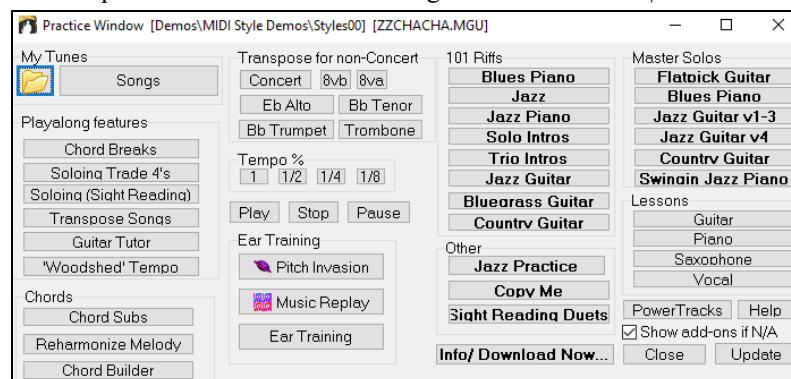 Practice Window [Demos\MIDI Style Demos\Styles00] [ZZCHACHA.MGU]
My Tunes
Songs
Playalong features
Chord Breaks
Soloing Trade 4's
Soloing (Sight Reading)
Transpose Songs
Guitar Tutor
'Woodshed' Tempo
Chords
Chord Subs
Reharmonize Melody
Chord Builder
Transpose for non-Concert
Concert 8vb 8va
Eb Alto Bb Tenor
Bb Trumpet Trombone
Tempo %
1 1/2 1/4 1/8
Play Stop Pause
Ear Training
Pitch Invasion
Music Replay
Ear Training
101 Riffs
Blues Piano
Jazz
Jazz Piano
Solo Intros
Trio Intros
Jazz Guitar
Bluegrass Guitar
Country Guitar
Other
Jazz Practice
Copy Me
Sight Reading Duets
Info/ Download Now...
Master Solos
Flatpick Guitar
Blues Piano
Jazz Guitar v1-3
Jazz Guitar v4
Country Guitar
Swingin Jazz Piano
Lessons
Guitar
Piano
Saxophone
Vocal
PowerTracks Help
Show add-ons if N/A
Close Update